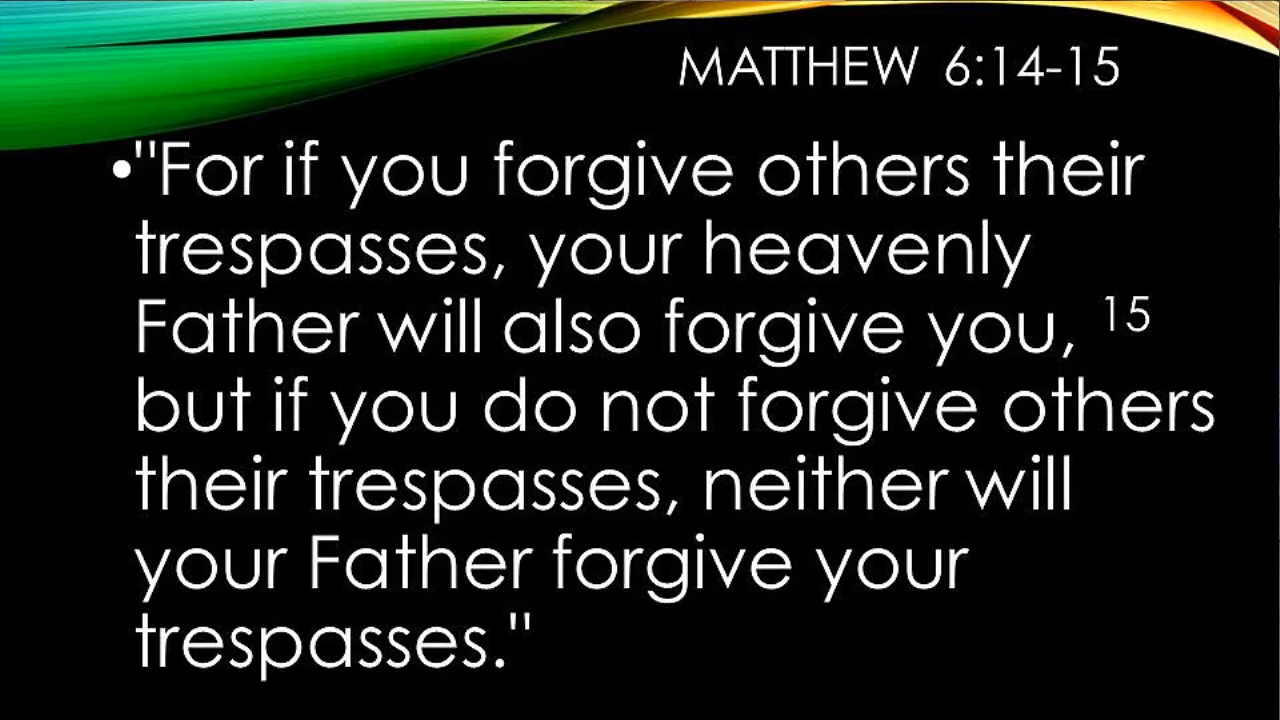 MATTHEW 6:14-15
•"For if you forgive others their
trespasses, your heavenly
Father will also forgive you, 15
but if you do not forgive others
their trespasses, neither will
your Father forgive your
trespasses."